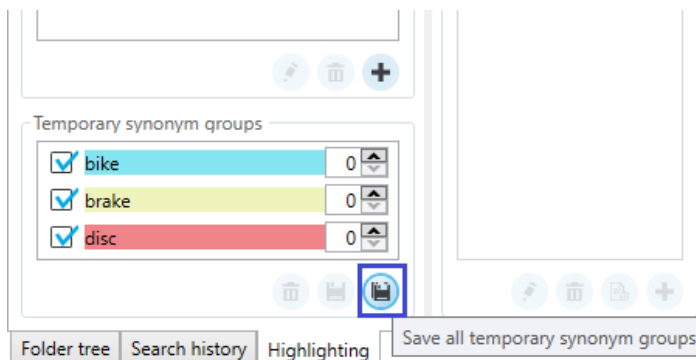 Temporary synonym groups
bike 0
brake 0
disc 0
Folder tree Search history Highlighting
Save all temporary synonym groups